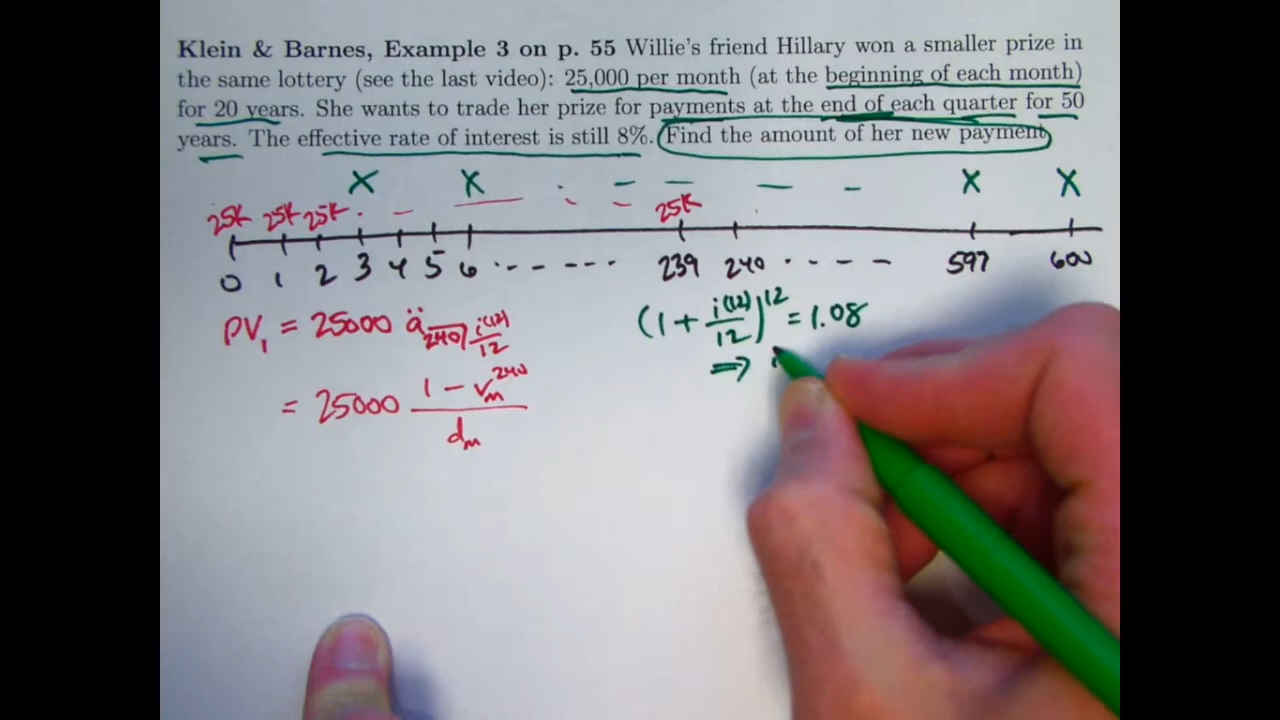 Klein & Barnes, Example 3 on p. 55 Willie's friend Hillary won a smaller prize in
the same lottery (see the last video): 25,000 per month (at the beginning of each month)
for 20 years. She wants to trade her prize for payments at the end of each quarter for 50
years. The effective rate of interest is still 8%. Find the amount of her new payment
X X . – – – – X X
25K 25K 25K . – — . – 25K .
0 1 2 3 4 5 6 ....... 239 240 ..... 597 600
PV₁ = 25000 ä_{240⌉ i^(12)/12} (1 + i^(12)/12)^12 = 1.08
⇒
= 25000 (1 − v_m^240)/d_m